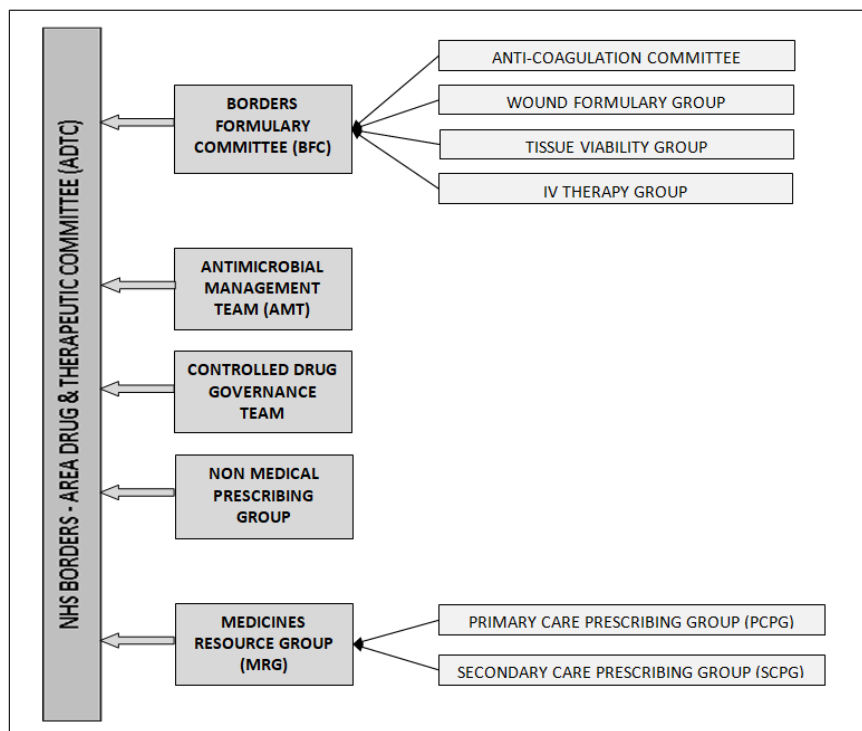 NHS BORDERS - AREA DRUG & THERAPEUTIC COMMITTEE (ADTC)
BORDERS
FORMULARY
COMMITTEE (BFC)
ANTI-COAGULATION COMMITTEE
WOUND FORMULARY GROUP
TISSUE VIABILITY GROUP
IV THERAPY GROUP
ANTIMICROBIAL
MANAGEMENT
TEAM (AMT)
CONTROLLED DRUG
GOVERNANCE
TEAM
NON MEDICAL
PRESCRIBING
GROUP
MEDICINES
RESOURCE GROUP
(MRG)
PRIMARY CARE PRESCRIBING GROUP (PCPG)
SECONDARY CARE PRESCRIBING GROUP (SCPG)